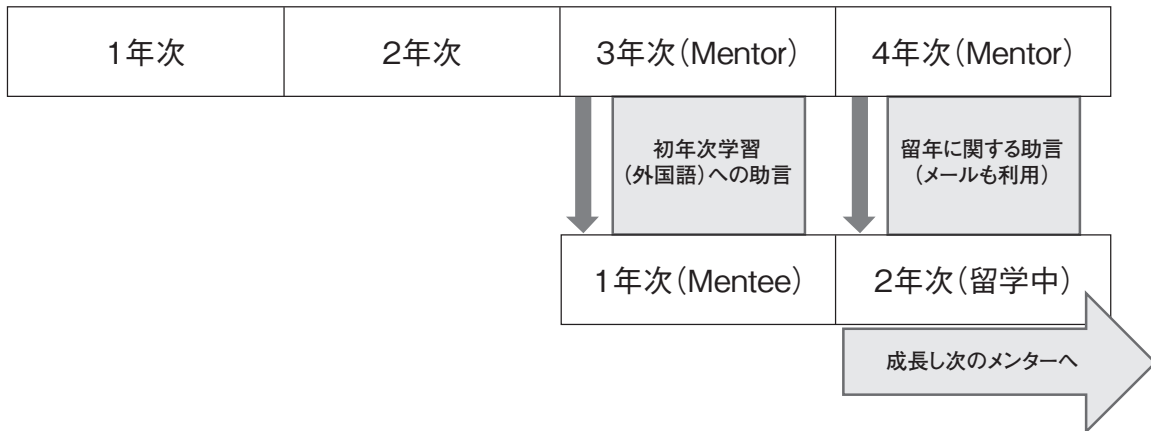 1年次
2年次
3年次(Mentor)
4年次(Mentor)
初年次学習
(外国語)への助言
留年に関する助言
(メールも利用)
1年次(Mentee)
2年次(留学中)
成長し次のメンターへ